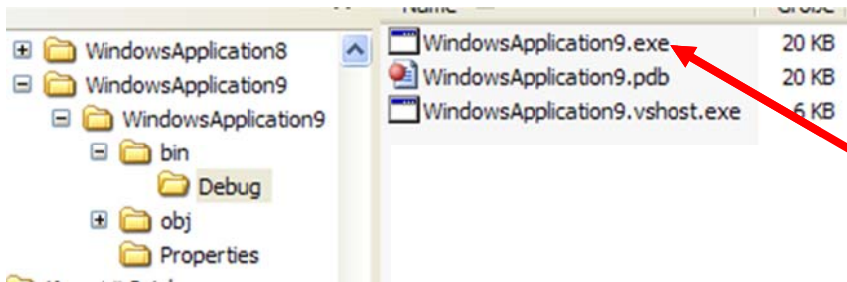 Name
Größe
WindowsApplication8
WindowsApplication9
WindowsApplication9
bin
Debug
obj
Properties
WindowsApplication9.exe 20 KB
WindowsApplication9.pdb 20 KB
WindowsApplication9.vshost.exe 6 KB